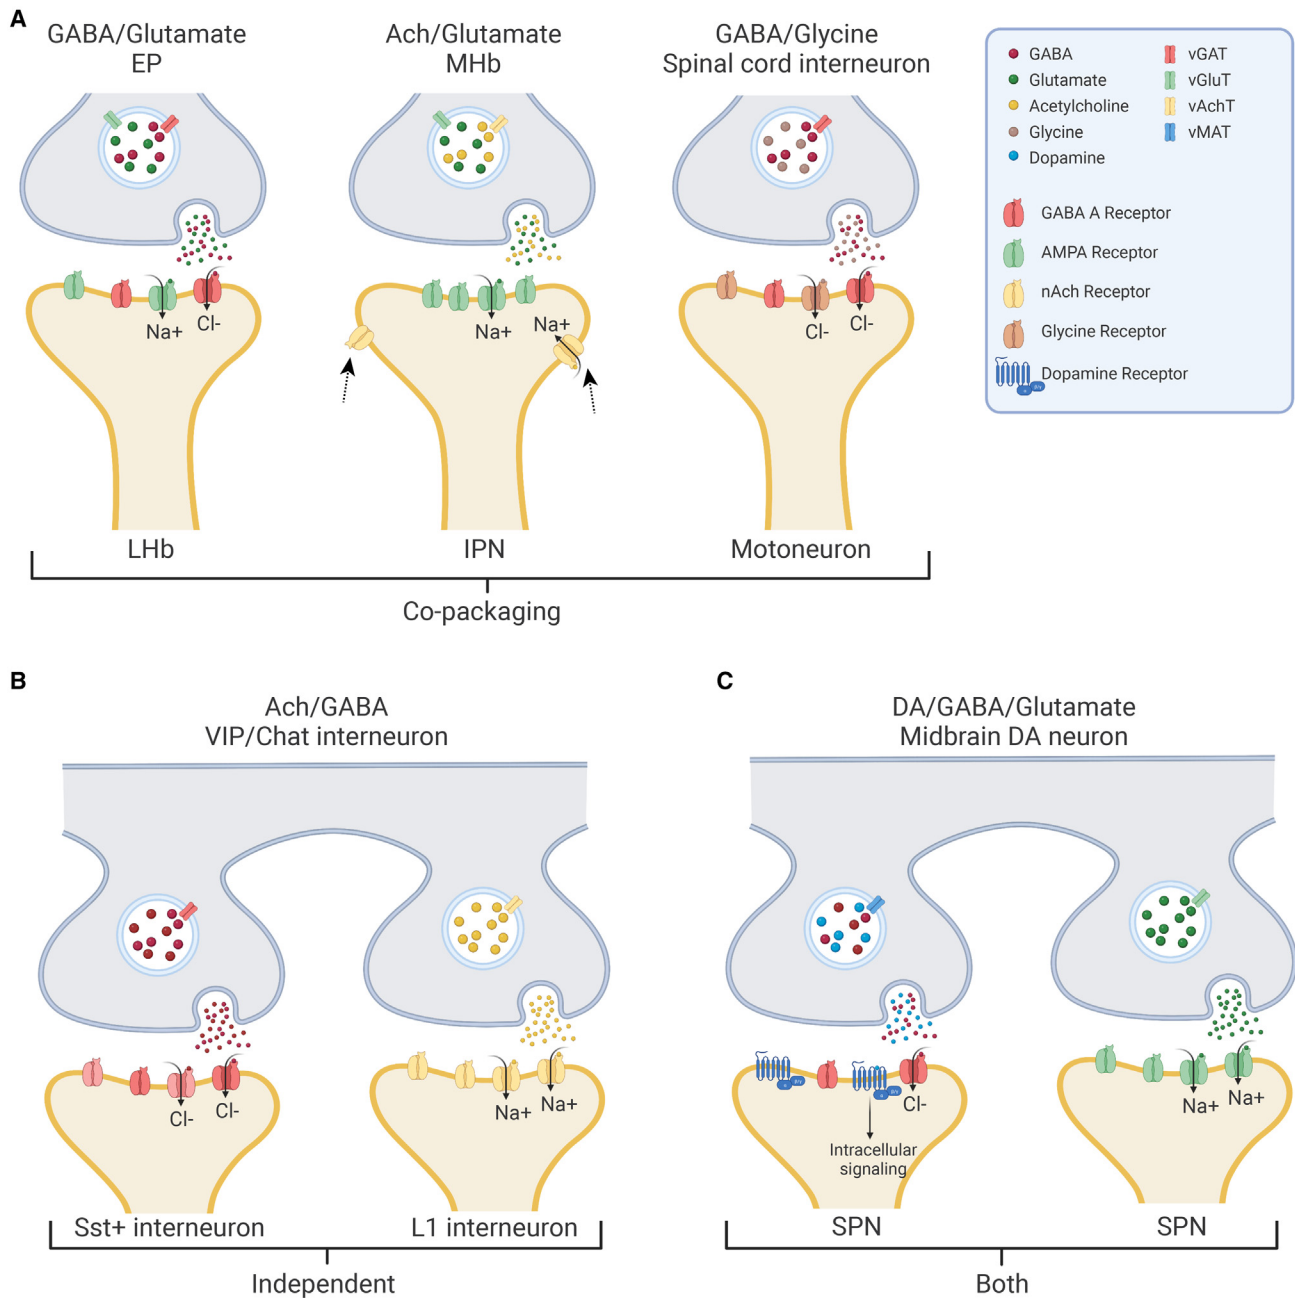 A
GABA/Glutamate
EP
Ach/Glutamate
MHb
GABA/Glycine
Spinal cord interneuron
GABA
Glutamate
Acetylcholine
Glycine
Dopamine
vGAT
vGluT
vAchT
vMAT
GABA A Receptor
AMPA Receptor
nAch Receptor
Glycine Receptor
Dopamine Receptor
Na+
Cl-
Na+
Na+
Cl-
Cl-
LHb
IPN
Motoneuron
Co-packaging
B
Ach/GABA
VIP/Chat interneuron
Cl-
Cl-
Na+
Na+
Sst+ interneuron
L1 interneuron
Independent
C
DA/GABA/Glutamate
Midbrain DA neuron
Cl-
Intracellular
signaling
Na+
Na+
SPN
SPN
Both